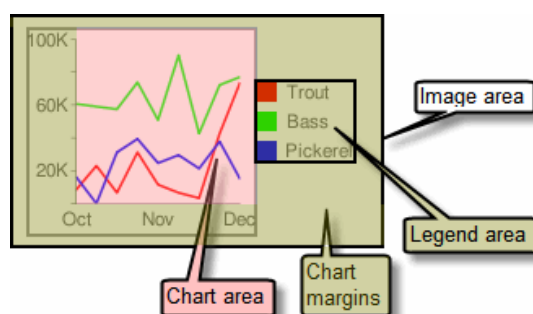 100K
60K
20K
Oct Nov Dec
Trout
Bass
Pickerel
Image area
Legend area
Chart area
Chart
margins